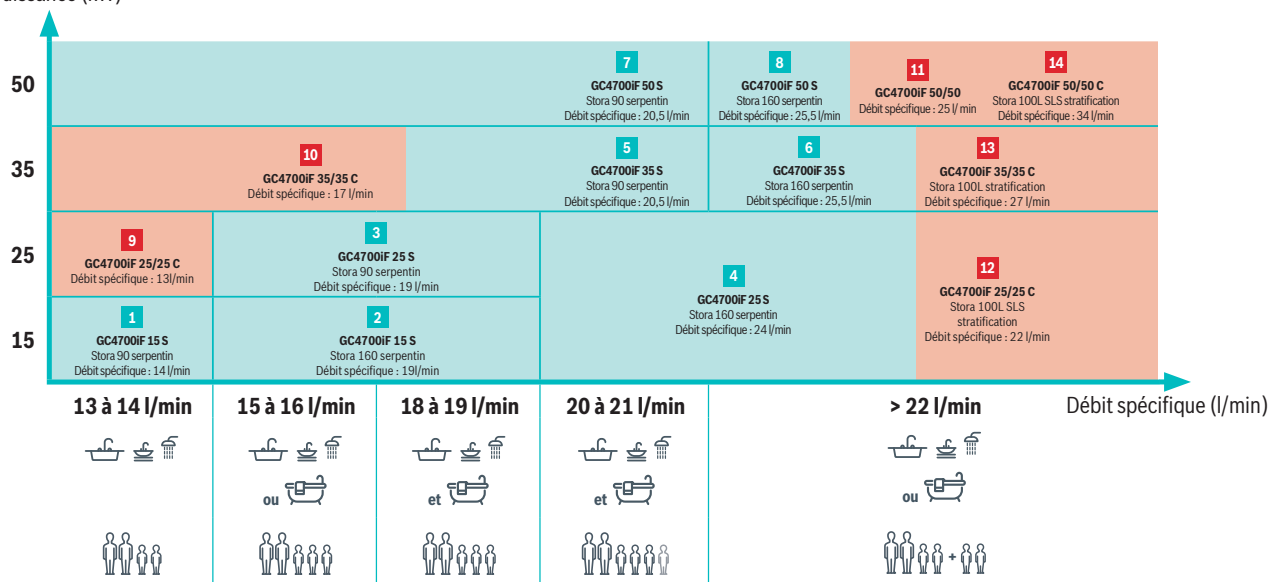 50
7
GC4700iF 50 S
Stora 90 serpentin
Débit spécifique : 20,5 l/min
8
GC4700iF 50 S
Stora 160 serpentin
Débit spécifique : 25,5 l/min
11
GC4700iF 50/50
Débit spécifique : 25 l/ min
14
GC4700iF 50/50 C
Stora 100L SLS stratification
Débit spécifique : 34 l/min
35
10
GC4700iF 35/35 C
Débit spécifique : 17 l/min
5
GC4700iF 35 S
Stora 90 serpentin
Débit spécifique : 20,5 l/min
6
GC4700iF 35 S
Stora 160 serpentin
Débit spécifique : 25,5 l/min
13
GC4700iF 35/35 C
Stora 100L stratification
Débit spécifique : 27 l/min
25
9
GC4700iF 25/25 C
Débit spécifique : 13l/min
3
GC4700iF 25 S
Stora 90 serpentin
Débit spécifique : 19 l/min
4
GC4700iF 25 S
Stora 160 serpentin
Débit spécifique : 24 l/min
12
GC4700iF 25/25 C
Stora 100L SLS
stratification
Débit spécifique : 22 l/min
15
1
GC4700iF 15 S
Stora 90 serpentin
Débit spécifique : 14 l/min
2
GC4700iF 15 S
Stora 160 serpentin
Débit spécifique : 19l/min
13 à 14 l/min
15 à 16 l/min
18 à 19 l/min
20 à 21 l/min
> 22 l/min
Débit spécifique (l/min)
ou
et
et
ou
+